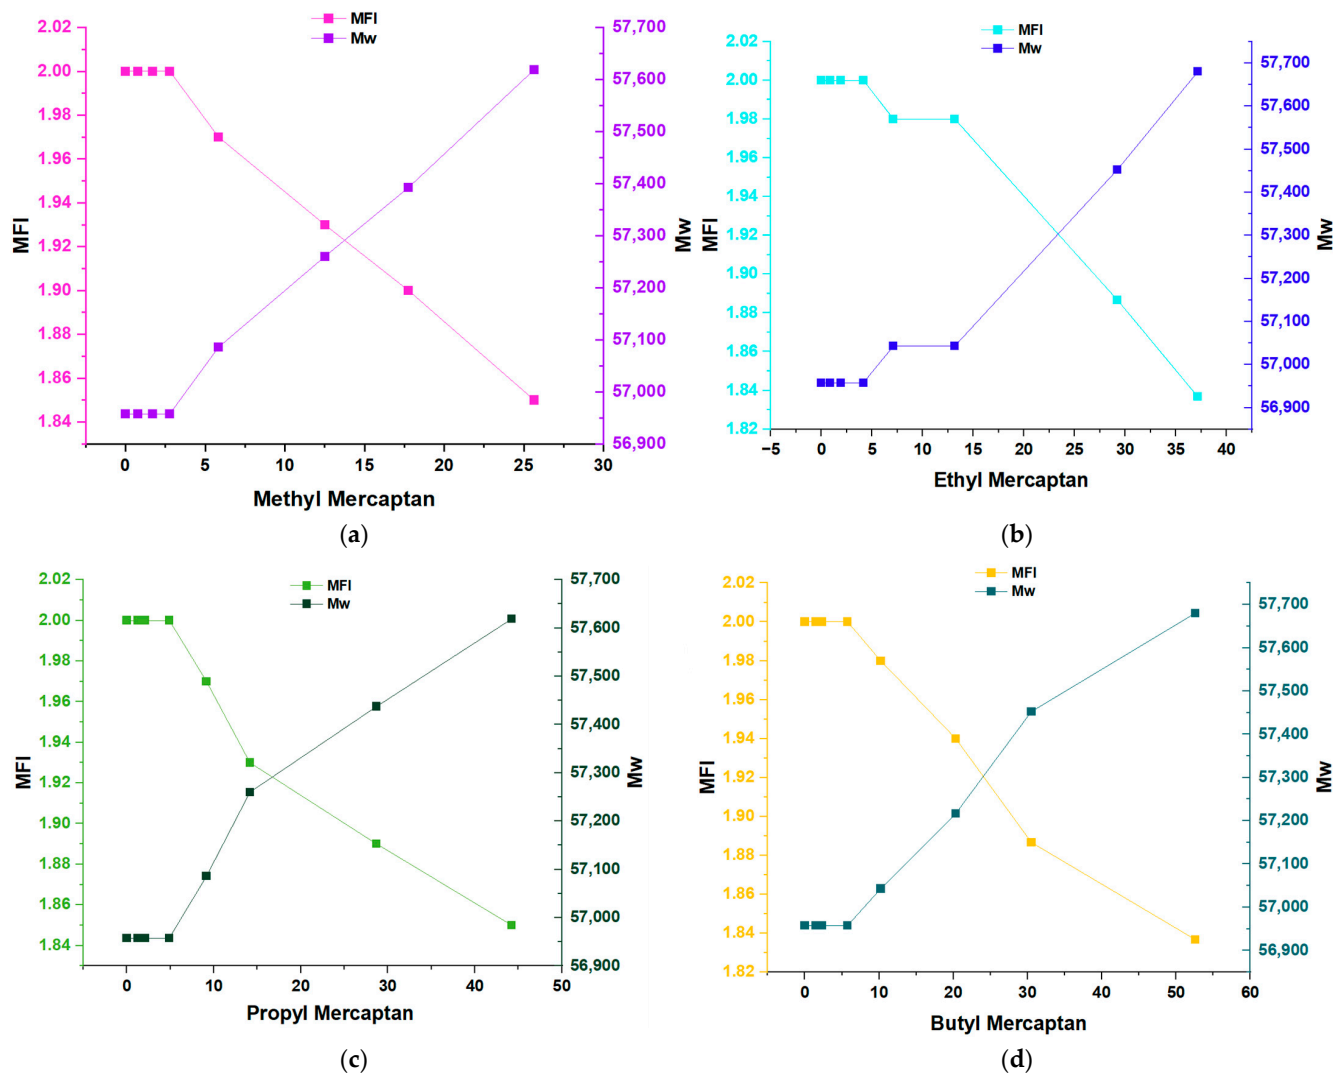 MFI
Mw
2.02
2.00
1.98
1.96
1.94
1.92
1.90
1.88
1.86
1.84
MFI
57,700
57,600
57,500
57,400
57,300
57,200
57,100
57,000
56,900
Mw
0 5 10 15 20 25 30
Methyl Mercaptan
(a)
MFI
Mw
2.02
2.00
1.98
1.96
1.94
1.92
1.90
1.88
1.86
1.84
1.82
MFI
57,700
57,600
57,500
57,400
57,300
57,200
57,100
57,000
56,900
Mw
−5 0 5 10 15 20 25 30 35 40
Ethyl Mercaptan
(b)
MFI
Mw
2.02
2.00
1.98
1.96
1.94
1.92
1.90
1.88
1.86
1.84
MFI
57,700
57,600
57,500
57,400
57,300
57,200
57,100
57,000
56,900
Mw
0 10 20 30 40 50
Propyl Mercaptan
(c)
MFI
Mw
2.02
2.00
1.98
1.96
1.94
1.92
1.90
1.88
1.86
1.84
1.82
MFI
57,700
57,600
57,500
57,400
57,300
57,200
57,100
57,000
56,900
Mw
0 10 20 30 40 50 60
Butyl Mercaptan
(d)